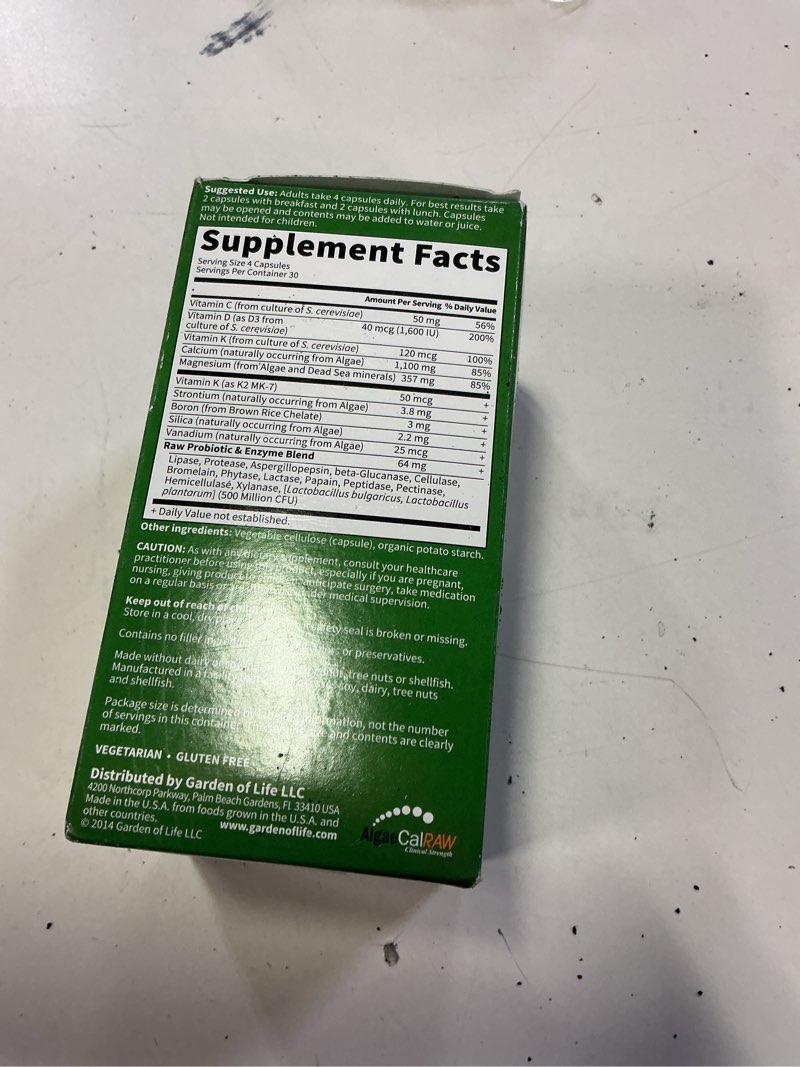 Suggested Use: Adults take 4 capsules daily. For best results take
2 capsules with breakfast and 2 capsules with lunch. Capsules
may be opened and contents may be added to water or juice.
Not intended for children.
Supplement Facts
Serving Size 4 Capsules
Servings Per Container 30
Amount Per Serving % Daily Value
Vitamin C (from culture of S. cerevisiae) 50 mg 56%
Vitamin D (as D3 from
culture of S. cerevisiae) 40 mcg (1,600 IU) 200%
Vitamin K (from culture of S. cerevisiae) 120 mcg 100%
Calcium (naturally occurring from Algae) 1,100 mg 85%
Magnesium (from Algae and Dead Sea minerals) 357 mg 85%
Vitamin K (as K2 MK-7) 50 mcg +
Strontium (naturally occurring from Algae) 3.8 mg +
Boron (from Brown Rice Chelate) 3 mg +
Silica (naturally occurring from Algae) 2.2 mg +
Vanadium (naturally occurring from Algae) 25 mcg +
Raw Probiotic & Enzyme Blend 64 mg +
Lipase, Protease, Aspergillopepsin, beta-Glucanase, Cellulase,
Bromelain, Phytase, Lactase, Papain, Peptidase, Pectinase,
Hemicellulase, Xylanase, [Lactobacillus bulgaricus, Lactobacillus
plantarum] (500 Million CFU)
+ Daily Value not established.
Other ingredients: Vegetable cellulose (capsule), organic potato starch.
CAUTION: As with any dietary supplement, consult your healthcare
practitioner before using this product, especially if you are pregnant,
nursing, giving product to anticipate surgery, take medication
on a regular basis or are under medical supervision.
Keep out of reach of children.
Store in a cool, dry safety seal is broken or missing.
Contains no filler or preservatives.
Made without dairy or tree nuts or shellfish.
Manufactured in a facility soy, dairy, tree nuts
and shellfish.
Package size is determined by information, not the number
of servings in this container. and contents are clearly
marked.
VEGETARIAN • GLUTEN FREE
Distributed by Garden of Life LLC
4200 Northcorp Parkway, Palm Beach Gardens, FL 33410 USA
Made in the U.S.A. from foods grown in the U.S.A. and
other countries.
© 2014 Garden of Life LLC www.gardenoflife.com
AlgaeCalRAW
Clinical Strength